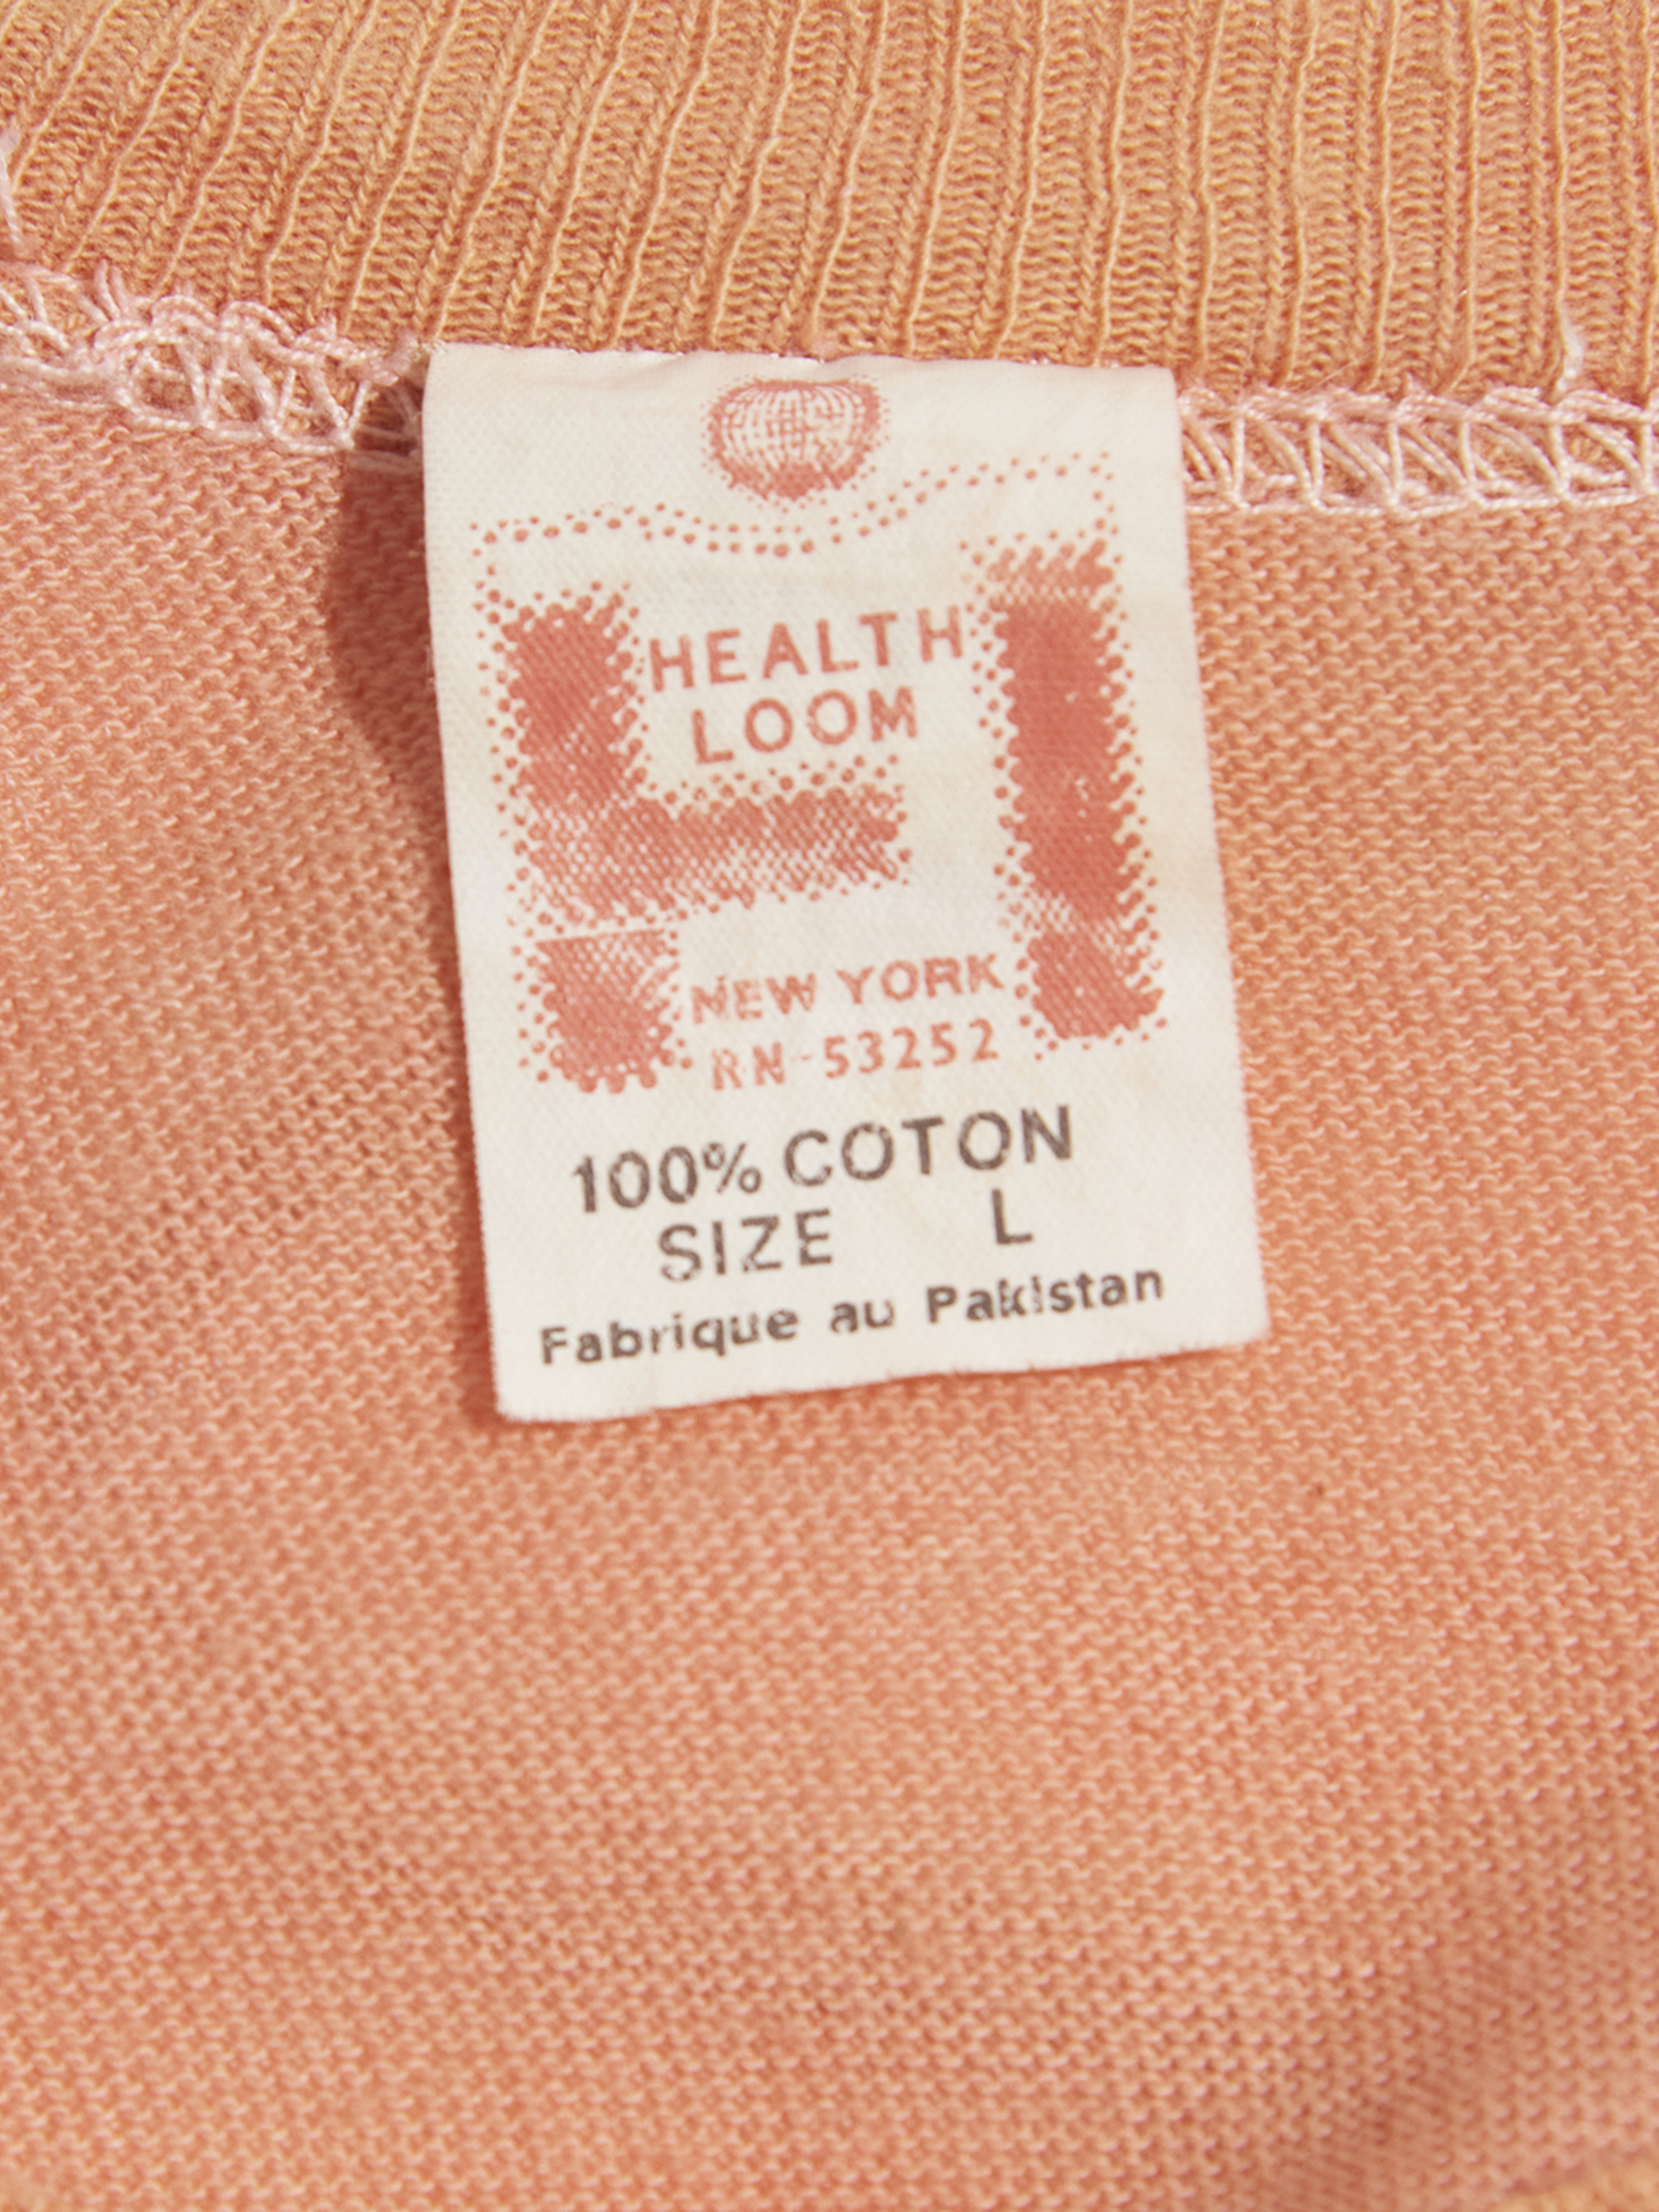 HEALTH
LOOM
NEW YORK
RN-53252
100% COTON
SIZE L
Fabrique au Pakistan